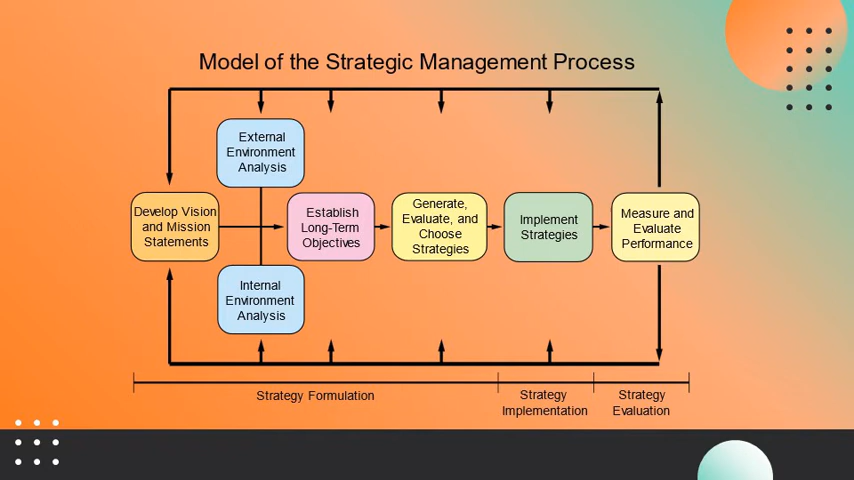 Model of the Strategic Management Process
External
Environment
Analysis
Develop Vision
and Mission
Statements
Establish
Long-Term
Objectives
Generate,
Evaluate, and
Choose
Strategies
Implement
Strategies
Measure and
Evaluate
Performance
Internal
Environment
Analysis
Strategy Formulation
Strategy
Implementation
Strategy
Evaluation